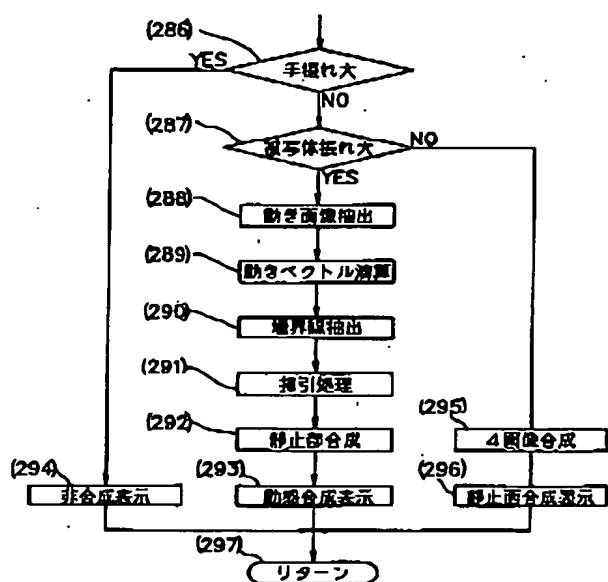 (286)
YES
手振れ大
NO
(287)
被写体振れ大
NO
YES
(288)
動き画像抽出
(289)
動きベクトル演算
(290)
境界線抽出
(291)
掃引処理
(292)
静止部合成
(295)
4画像合成
(294)
非合成表示
(293)
動感合成表示
(296)
静止画合成表示
(297)
リターン